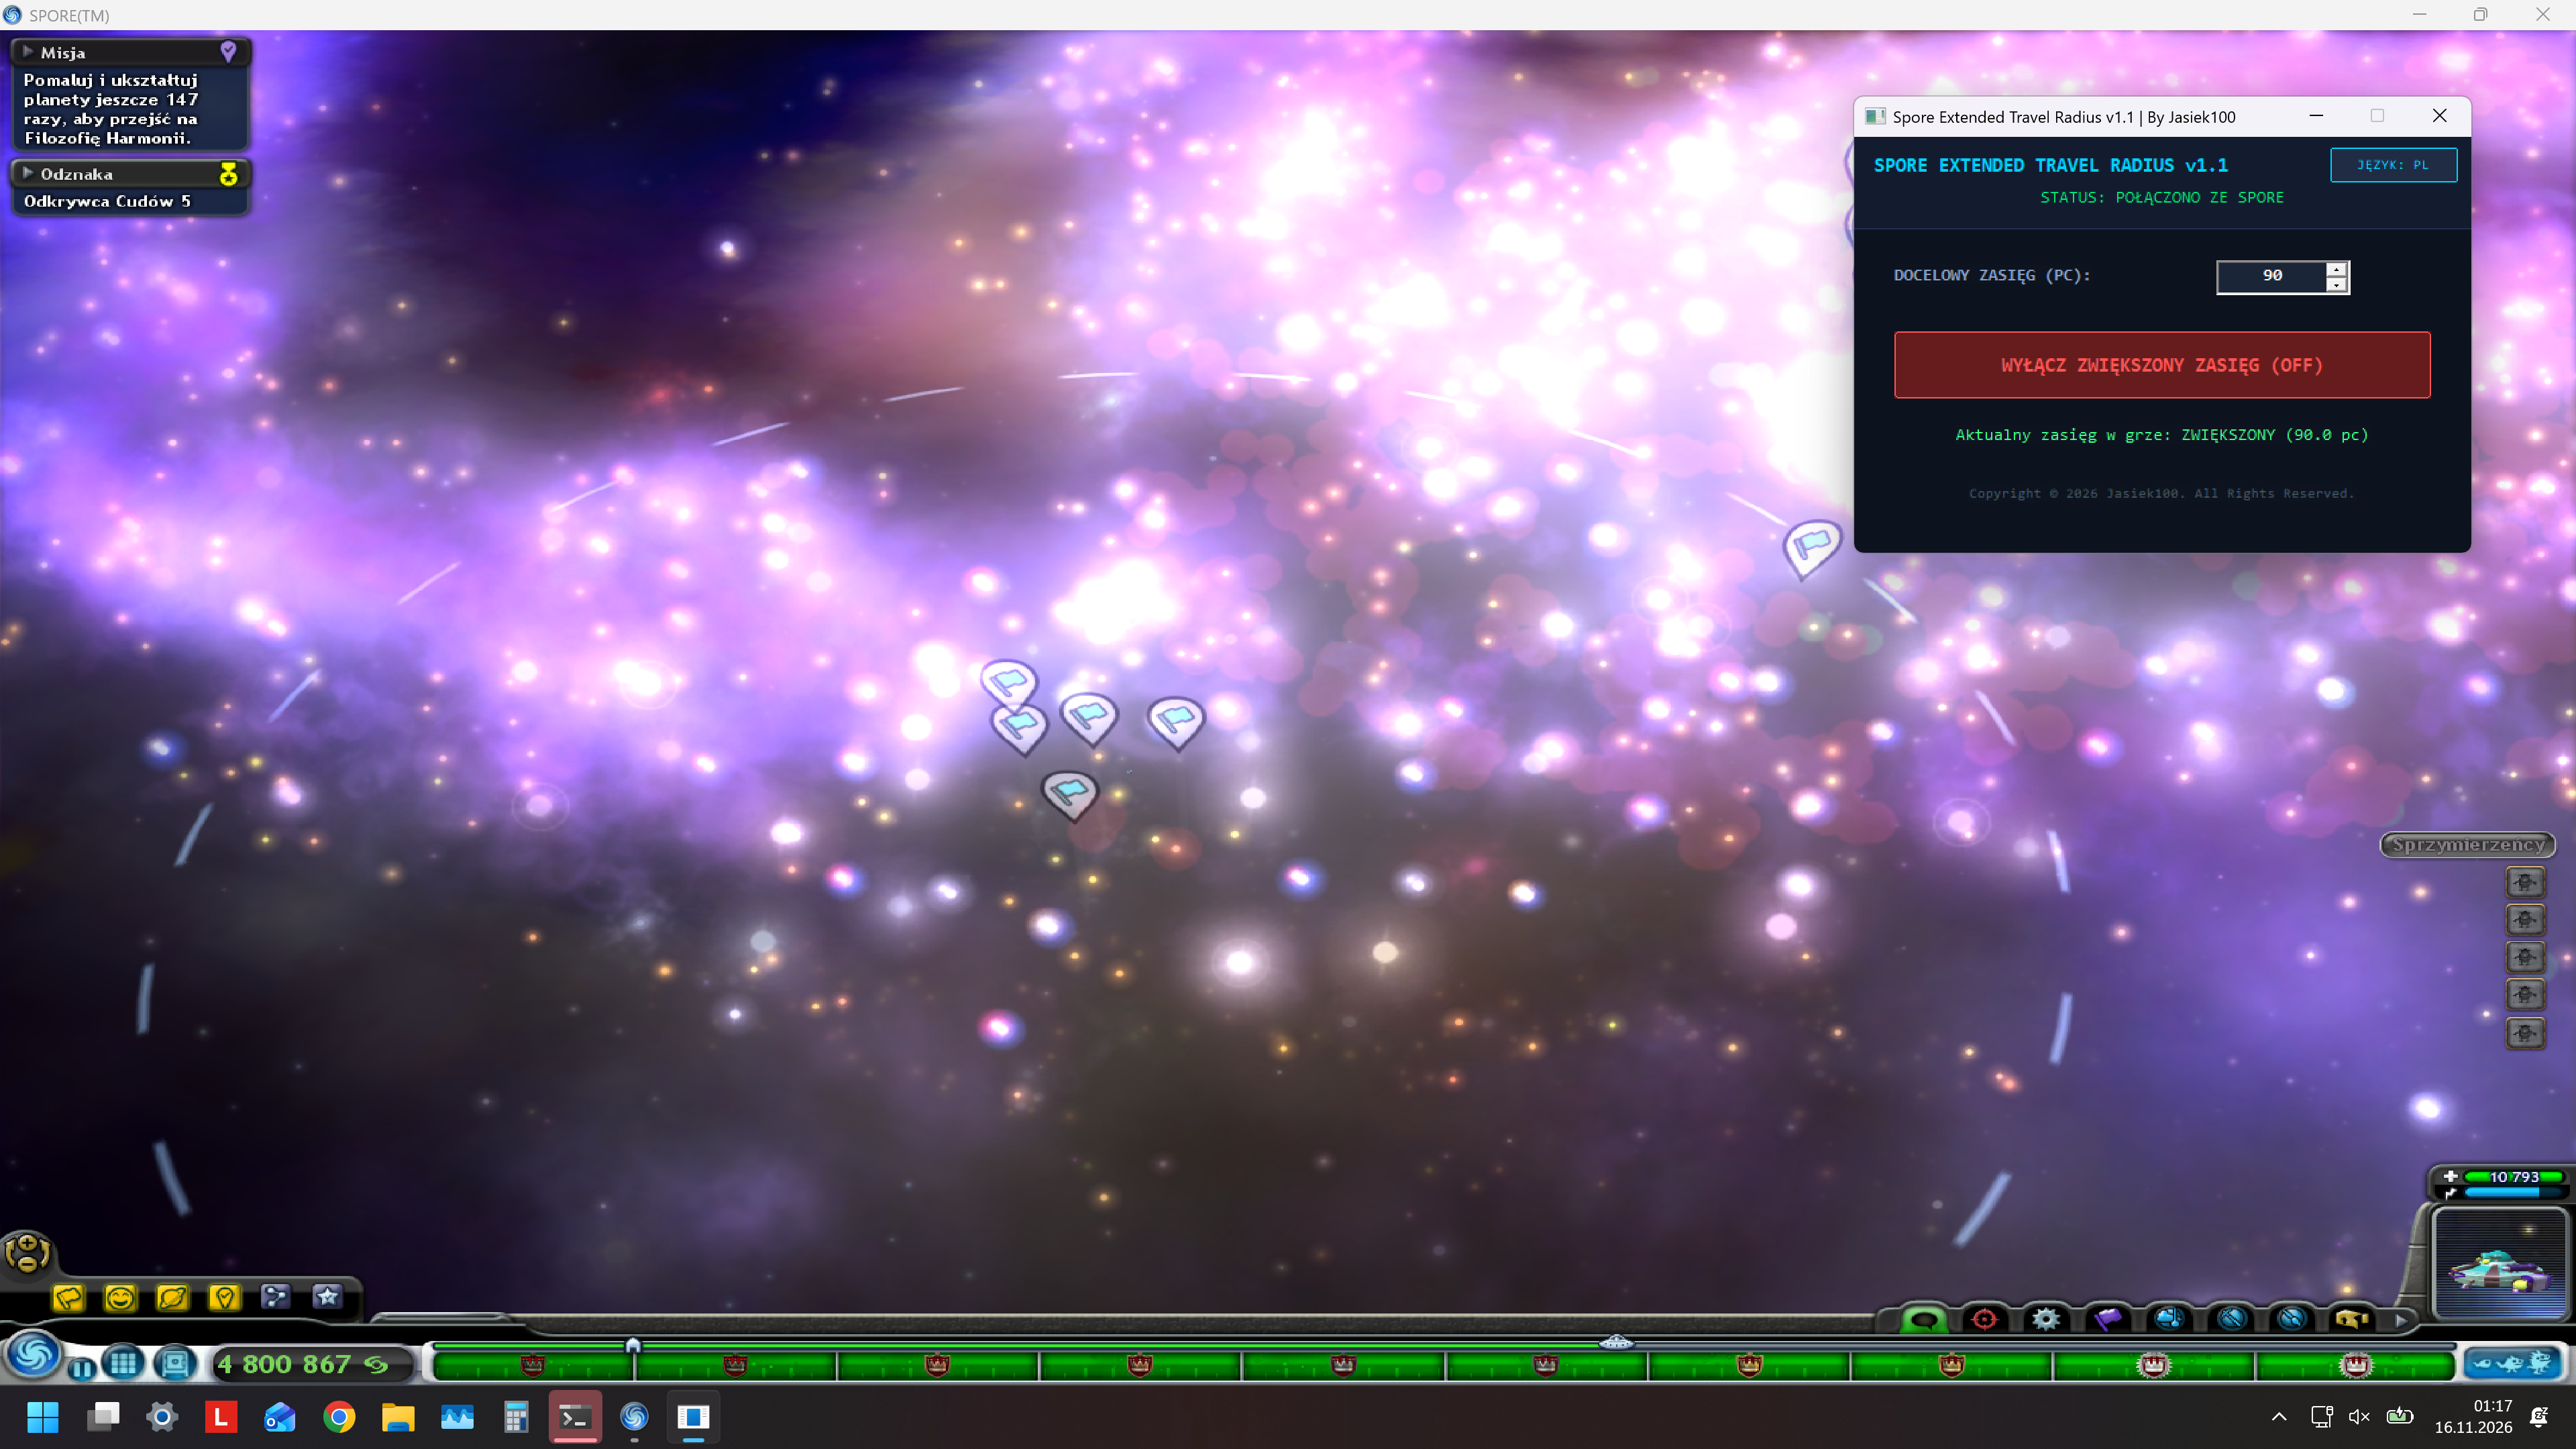 SPORE(TM)
Misja
Pomaluj i ukształtuj
planety jeszcze 147
razy, aby przejść na
Filozofię Harmonii.
Odznaka
Odkrywca Cudów 5
Spore Extended Travel Radius v1.1 | By Jasiek100
SPORE EXTENDED TRAVEL RADIUS v1.1
JĘZYK: PL
STATUS: POŁĄCZONO ZE SPORE
DOCELOWY ZASIĘG (PC):
90
WYŁĄCZ ZWIĘKSZONY ZASIĘG (OFF)
Aktualny zasięg w grze: ZWIĘKSZONY (90.0 pc)
Copyright © 2026 Jasiek100. All Rights Reserved.
Sprzymierzeńcy
10 793
4 800 867
L
01:17
16.11.2026